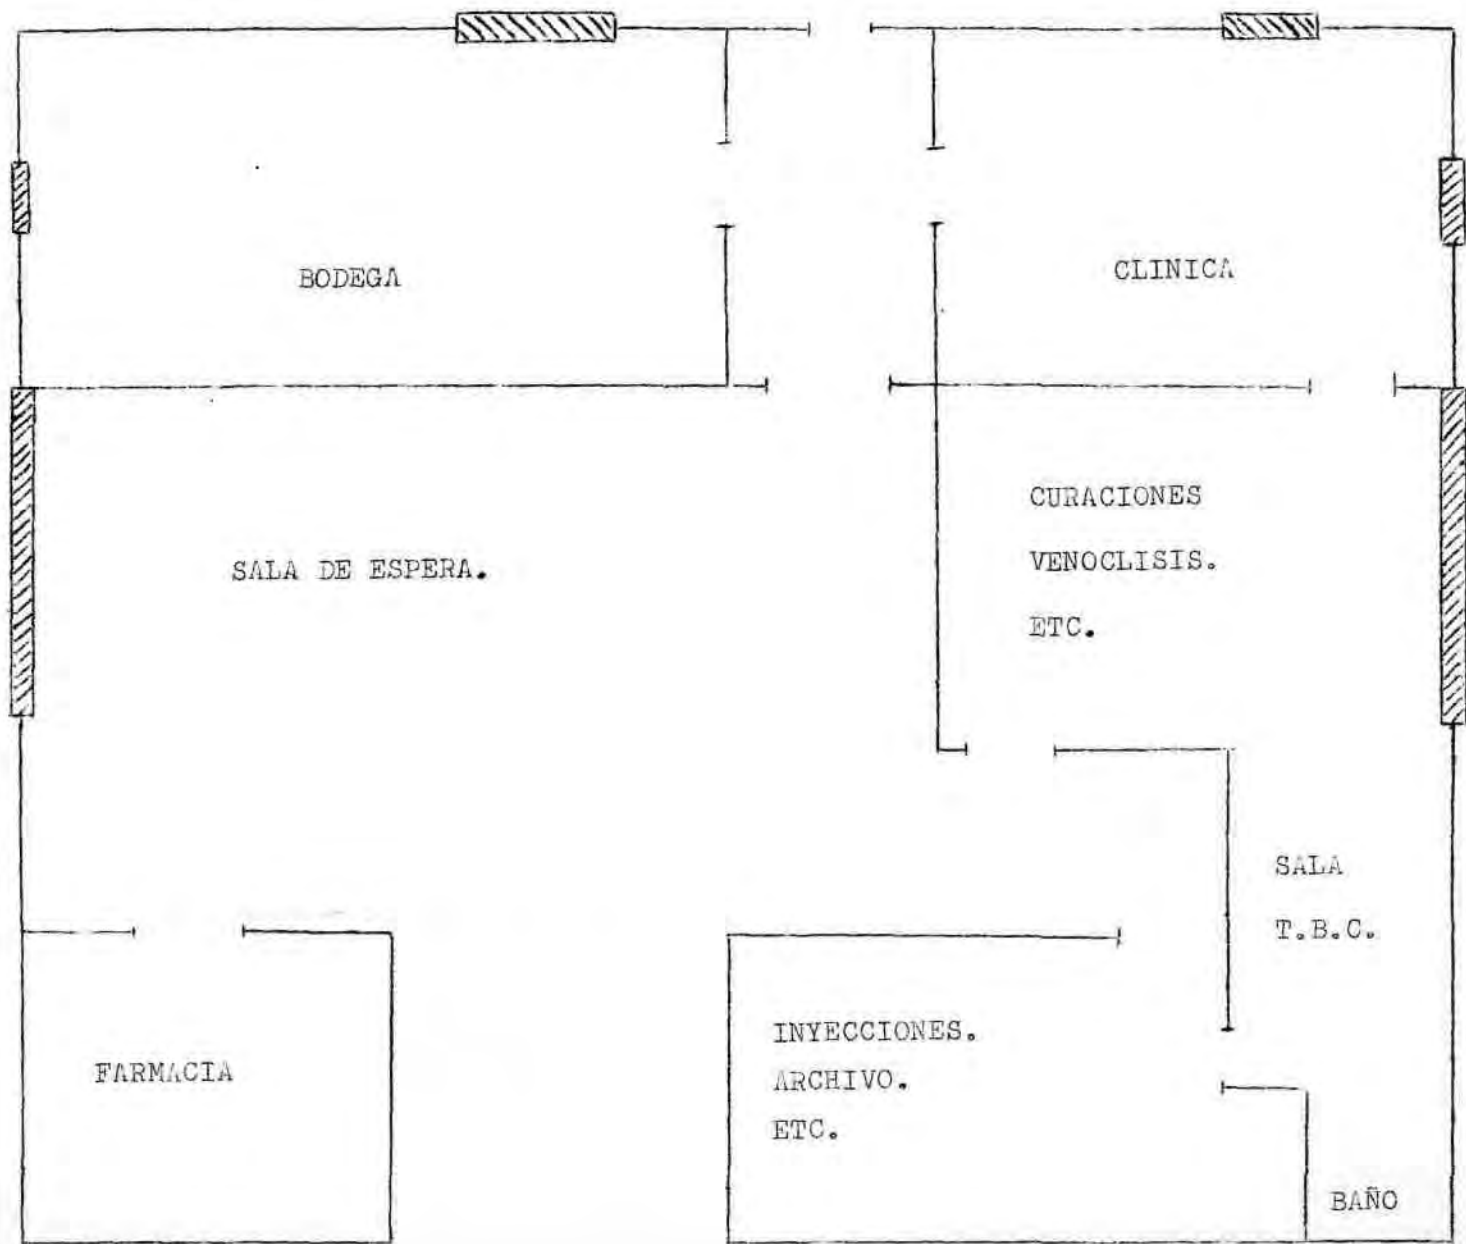 BODEGA
CLINICA
SALA DE ESPERA.
CURACIONES
VENOCLISIS.
ETC.
SALA
T.B.C.
FARMACIA
INYECCIONES.
ARCHIVO.
ETC.
BAÑO